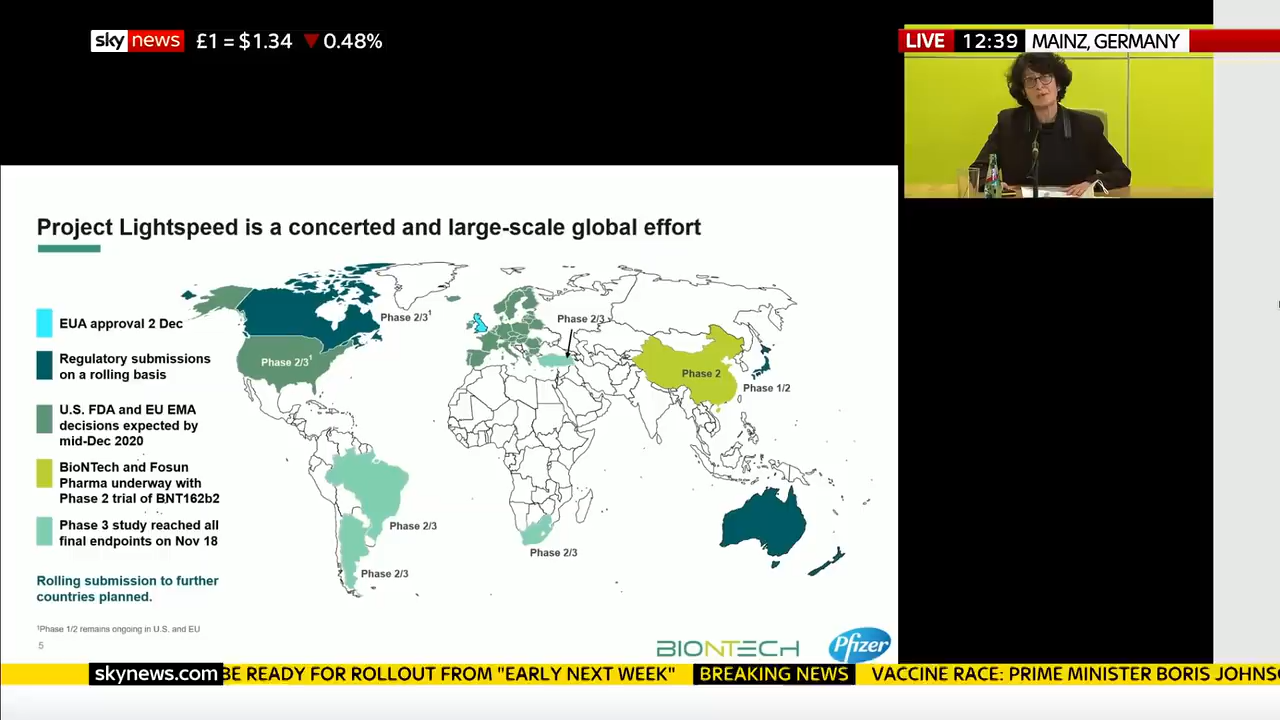 sky news £1 = $1.34 ▼ 0.48%
LIVE 12:39 MAINZ, GERMANY
Project Lightspeed is a concerted and large-scale global effort
EUA approval 2 Dec
Regulatory submissions
on a rolling basis
U.S. FDA and EU EMA
decisions expected by
mid-Dec 2020
BioNTech and Fosun
Pharma underway with
Phase 2 trial of BNT162b2
Phase 3 study reached all
final endpoints on Nov 18
Rolling submission to further
countries planned.
Phase 2/3¹
Phase 2/3¹
Phase 2/3
Phase 2
Phase 1/2
Phase 2/3
Phase 2/3
Phase 2/3
¹Phase 1/2 remains ongoing in U.S. and EU
5
BIONTECH
Pfizer
skynews.com BE READY FOR ROLLOUT FROM "EARLY NEXT WEEK" BREAKING NEWS VACCINE RACE: PRIME MINISTER BORIS JOHNS